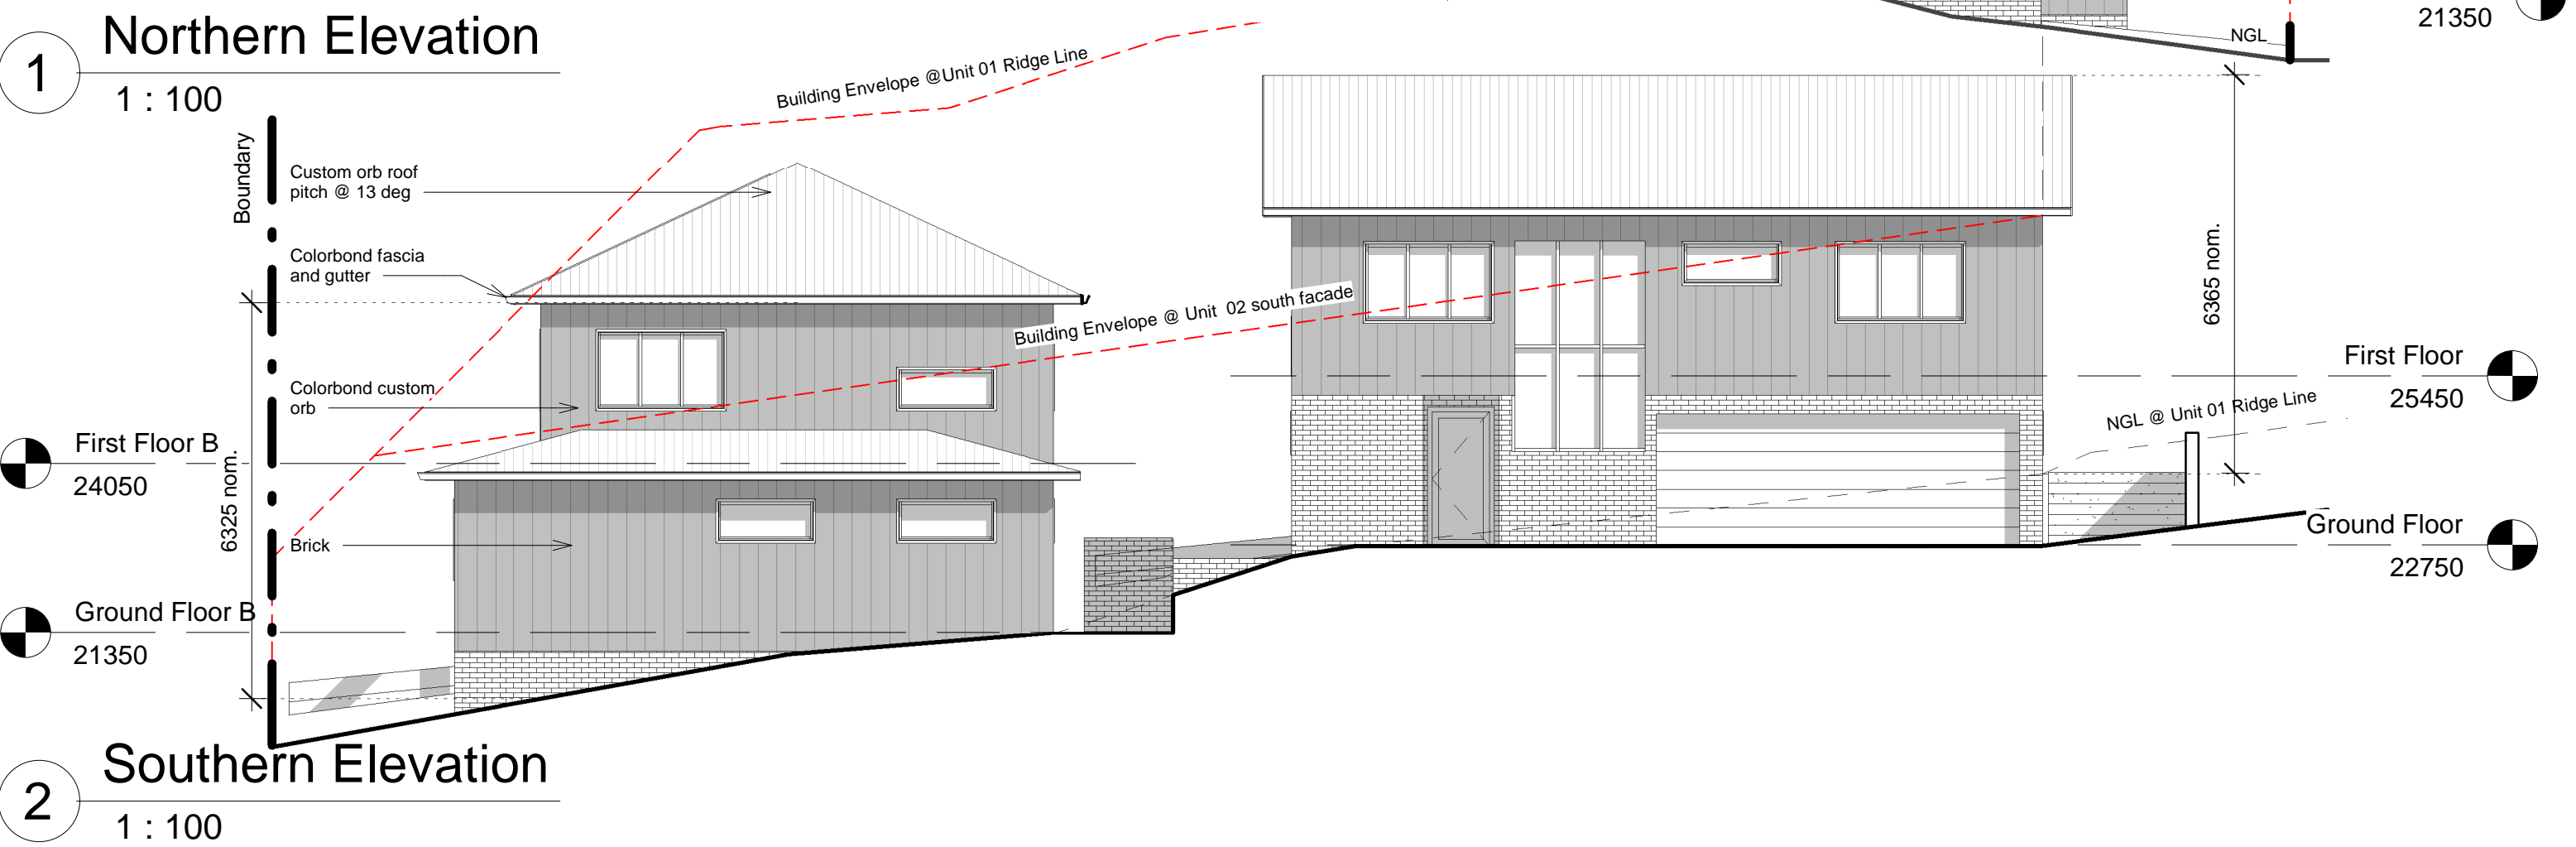 21350
NGL
Northern Elevation
1
1 : 100
Building Envelope @Unit 01 Ridge Line
Boundary
Custom orb roof
pitch @ 13 deg
Colorbond fascia
and gutter
Building Envelope @ Unit 02 south facade
6365 nom.
Colorbond custom
orb
First Floor
25450
NGL @ Unit 01 Ridge Line
First Floor B
24050
6325 nom.
Brick
Ground Floor
22750
Ground Floor B
21350
Southern Elevation
2
1 : 100